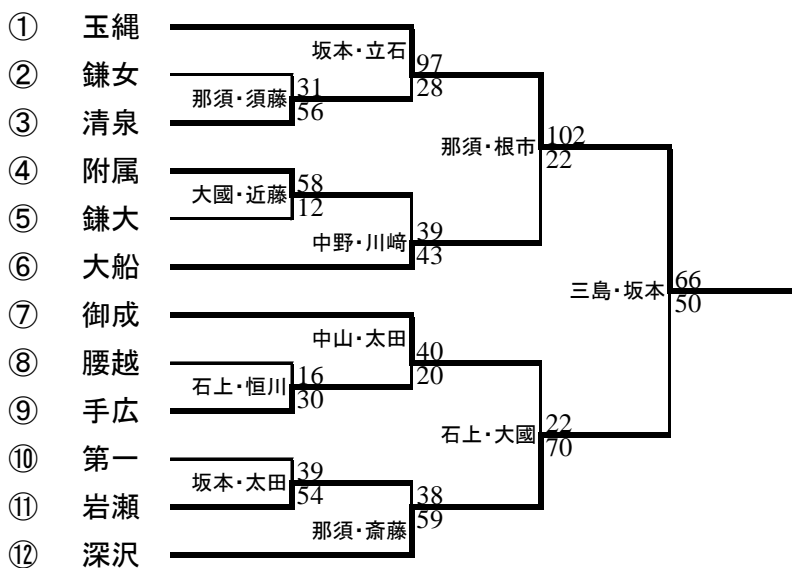 ① 玉縄
坂本・立石
97
28
② 鎌女
那須・須藤
31
56
③ 清泉
那須・根市
102
22
④ 附属
大國・近藤
58
12
⑤ 鎌大
中野・川﨑
39
43
⑥ 大船
三島・坂本
66
50
⑦ 御成
中山・太田
40
20
⑧ 腰越
石上・恒川
16
30
⑨ 手広
石上・大國
22
70
⑩ 第一
坂本・太田
39
54
⑪ 岩瀬
那須・斎藤
38
59
⑫ 深沢